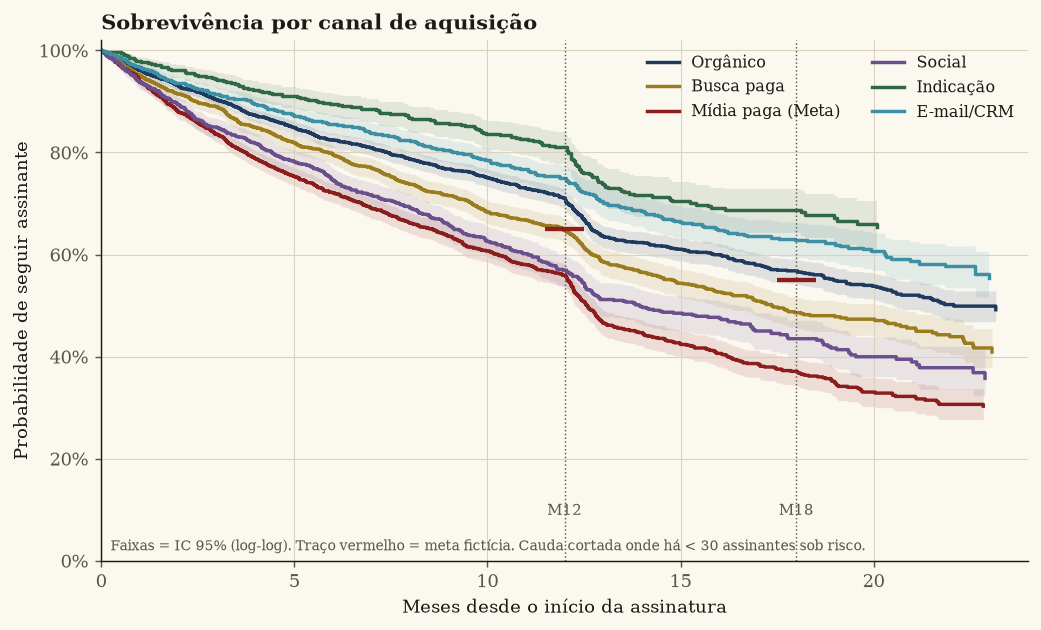 Sobrevivência por canal de aquisição
Orgânico
Busca paga
Mídia paga (Meta)
Social
Indicação
E-mail/CRM
Probabilidade de seguir assinante
100%
80%
60%
40%
20%
0%
M12
M18
Faixas = IC 95% (log-log). Traço vermelho = meta fictícia. Cauda cortada onde há < 30 assinantes sob risco.
0
5
10
15
20
Meses desde o início da assinatura